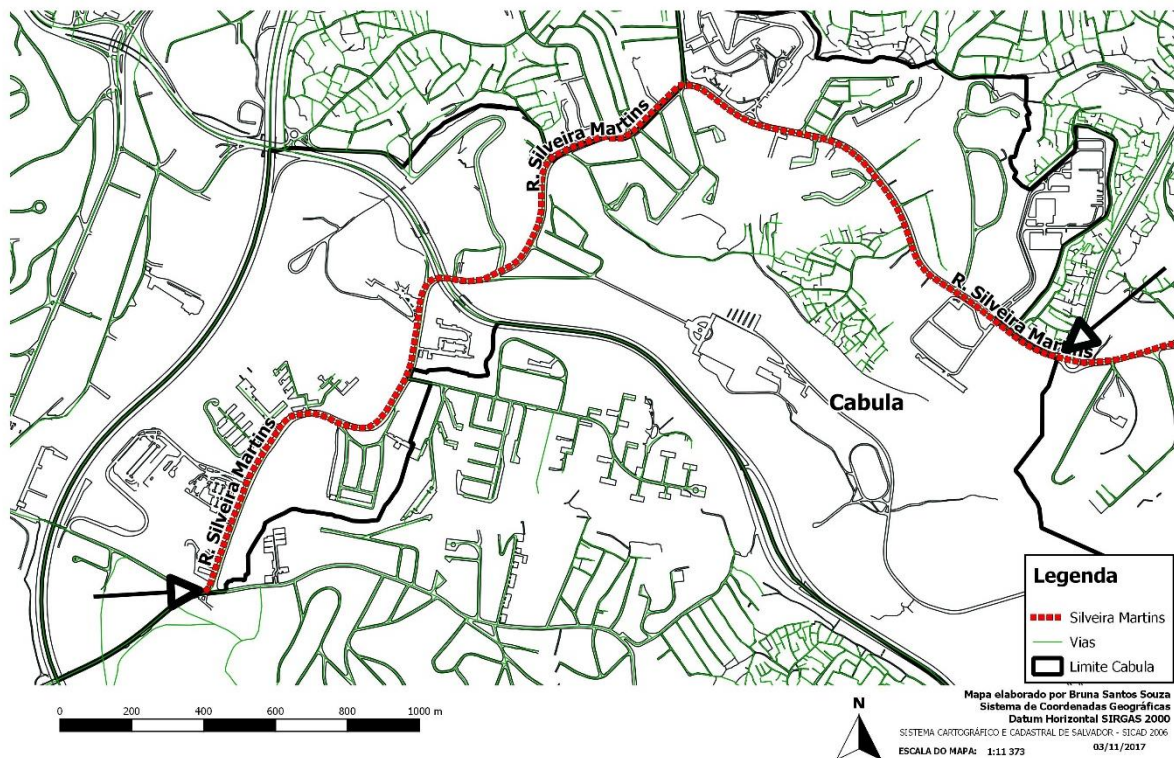 R. Silveira Martins
R. Silveira Martins
R. Silveira Martins
Cabula
R. Silveira Martins
Legenda
Silveira Martins
Vias
Limite Cabula
0 200 400 600 800 1000 m
N
Mapa elaborado por Bruna Santos Souza
Sistema de Coordenadas Geográficas
Datum Horizontal SIRGAS 2000
SISTEMA CARTOGRÁFICO E CADASTRAL DE SALVADOR - SICAD 2006
ESCALA DO MAPA: 1:11 373
03/11/2017